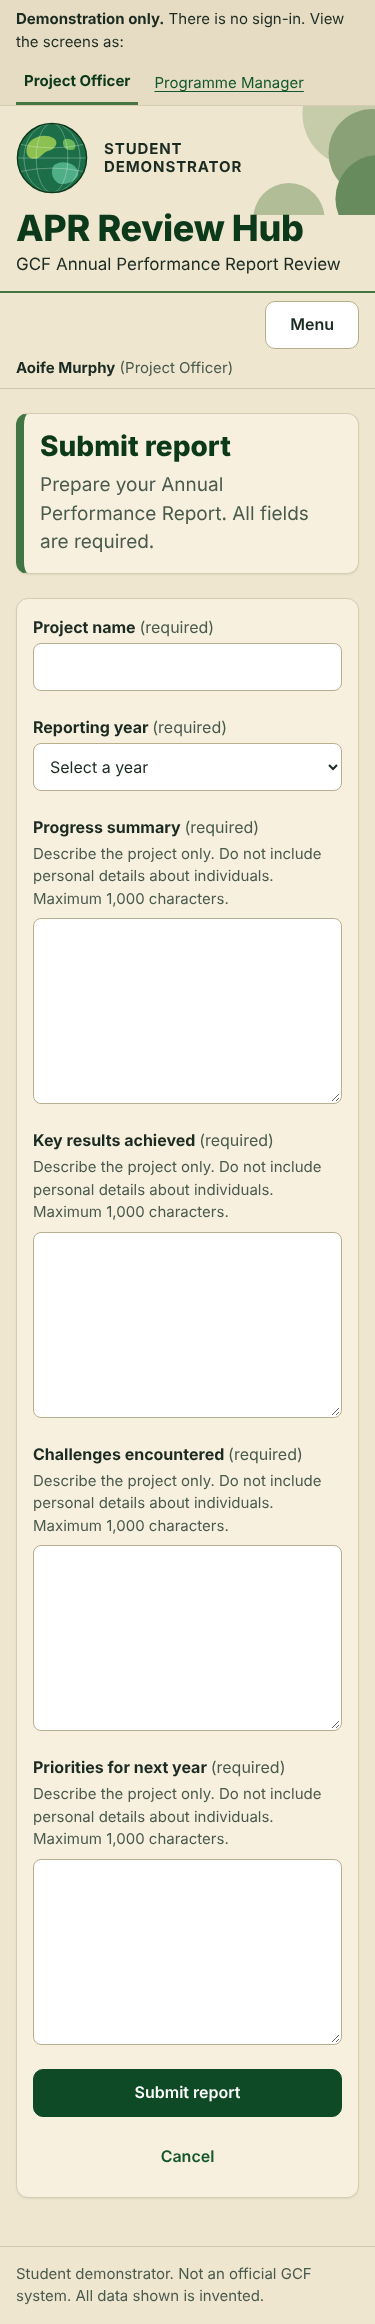 Demonstration only. There is no sign-in. View
the screens as:
Project Officer Programme Manager
STUDENT
DEMONSTRATOR
APR Review Hub
GCF Annual Performance Report Review
Menu
Aoife Murphy (Project Officer)
Submit report
Prepare your Annual
Performance Report. All fields
are required.
Project name (required)
Reporting year (required)
Select a year
Progress summary (required)
Describe the project only. Do not include
personal details about individuals.
Maximum 1,000 characters.
Key results achieved (required)
Describe the project only. Do not include
personal details about individuals.
Maximum 1,000 characters.
Challenges encountered (required)
Describe the project only. Do not include
personal details about individuals.
Maximum 1,000 characters.
Priorities for next year (required)
Describe the project only. Do not include
personal details about individuals.
Maximum 1,000 characters.
Submit report
Cancel
Student demonstrator. Not an official GCF
system. All data shown is invented.